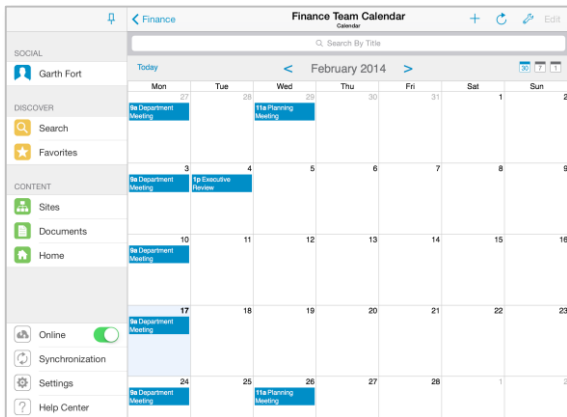 Finance
Finance Team Calendar
Calendar
Edit
Search By Title
SOCIAL
Garth Fort
DISCOVER
Search
Favorites
CONTENT
Sites
Documents
Home
Online
Synchronization
Settings
Help Center
Today
< February 2014 >
30 7 1
Mon Tue Wed Thu Fri Sat Sun
27 28 29 30 31 1 2
9a Department
Meeting
11a Planning
Meeting
3 4 5 6 7 8 9
9a Department
Meeting
1p Executive
Review
10 11 12 13 14 15 16
9a Department
Meeting
17 18 19 20 21 22 23
9a Department
Meeting
24 25 26 27 28 1 2
9a Department
Meeting
11a Planning
Meeting